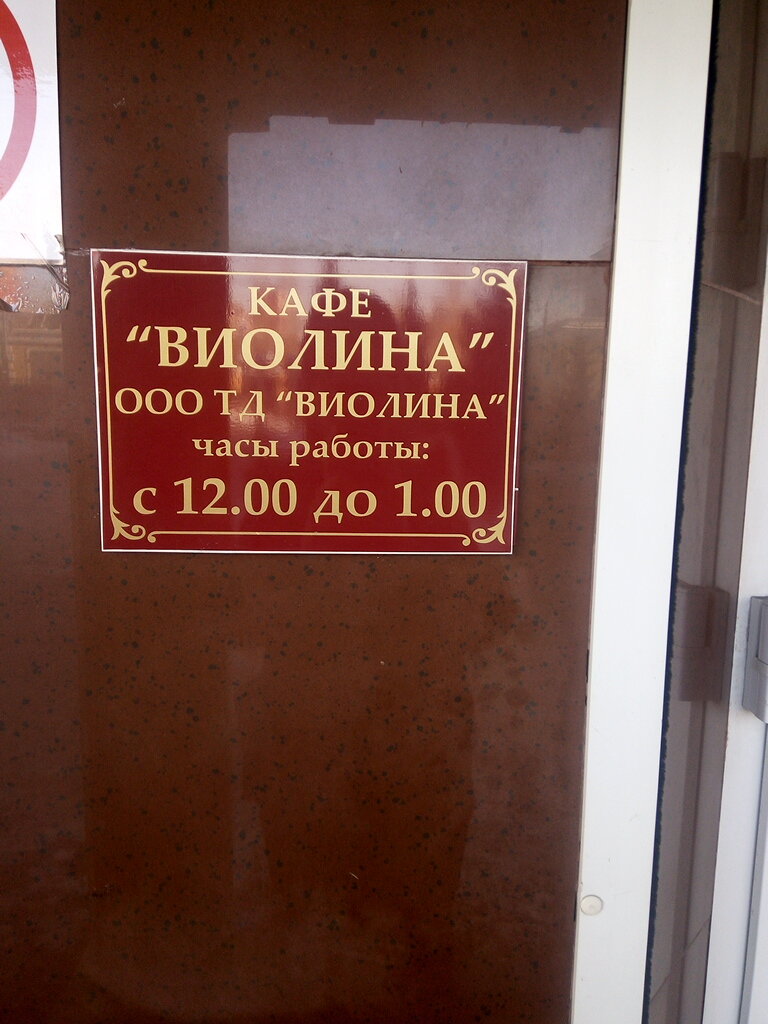 КАФЕ
“ВИОЛИНА”
ООО ТД “ВИОЛИНА”
часы работы:
с 12.00 до 1.00